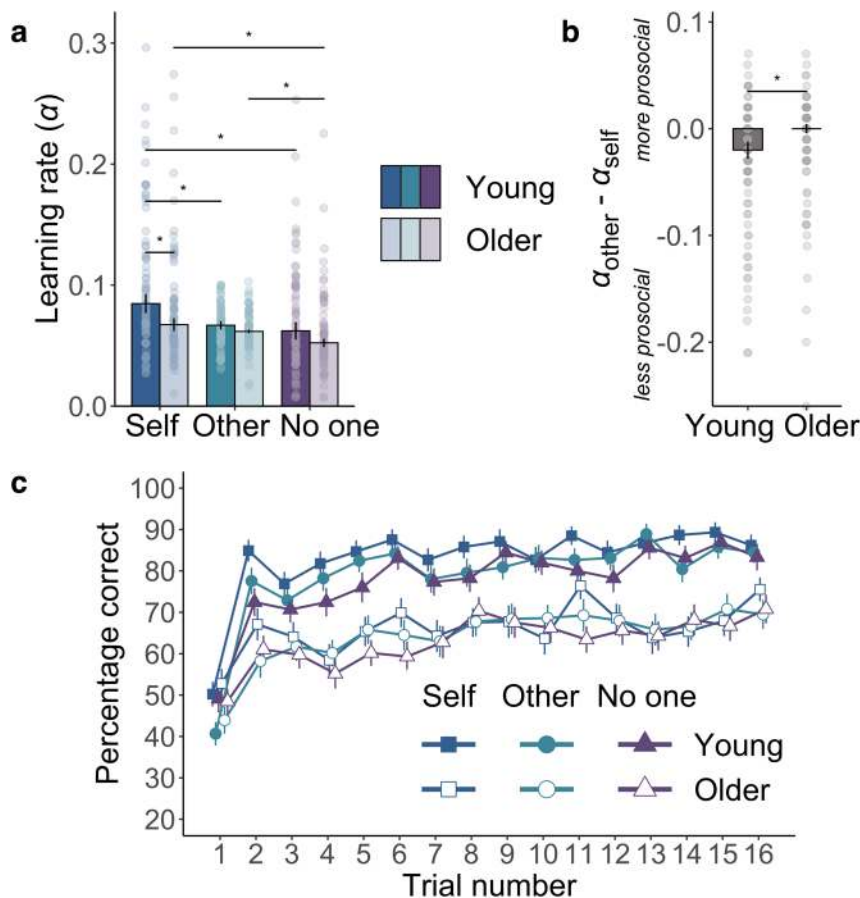 a
Learning rate (α)
0.3
0.2
0.1
0.0
*
*
*
*
*
Self Other No one
Young
Older
b
α_other - α_self
more prosocial
less prosocial
0.1
0.0
-0.1
-0.2
*
Young Older
c
Percentage correct
100
90
80
70
60
50
40
30
20
Self Other No one
Young
Older
1 2 3 4 5 6 7 8 9 10 11 12 13 14 15 16
Trial number